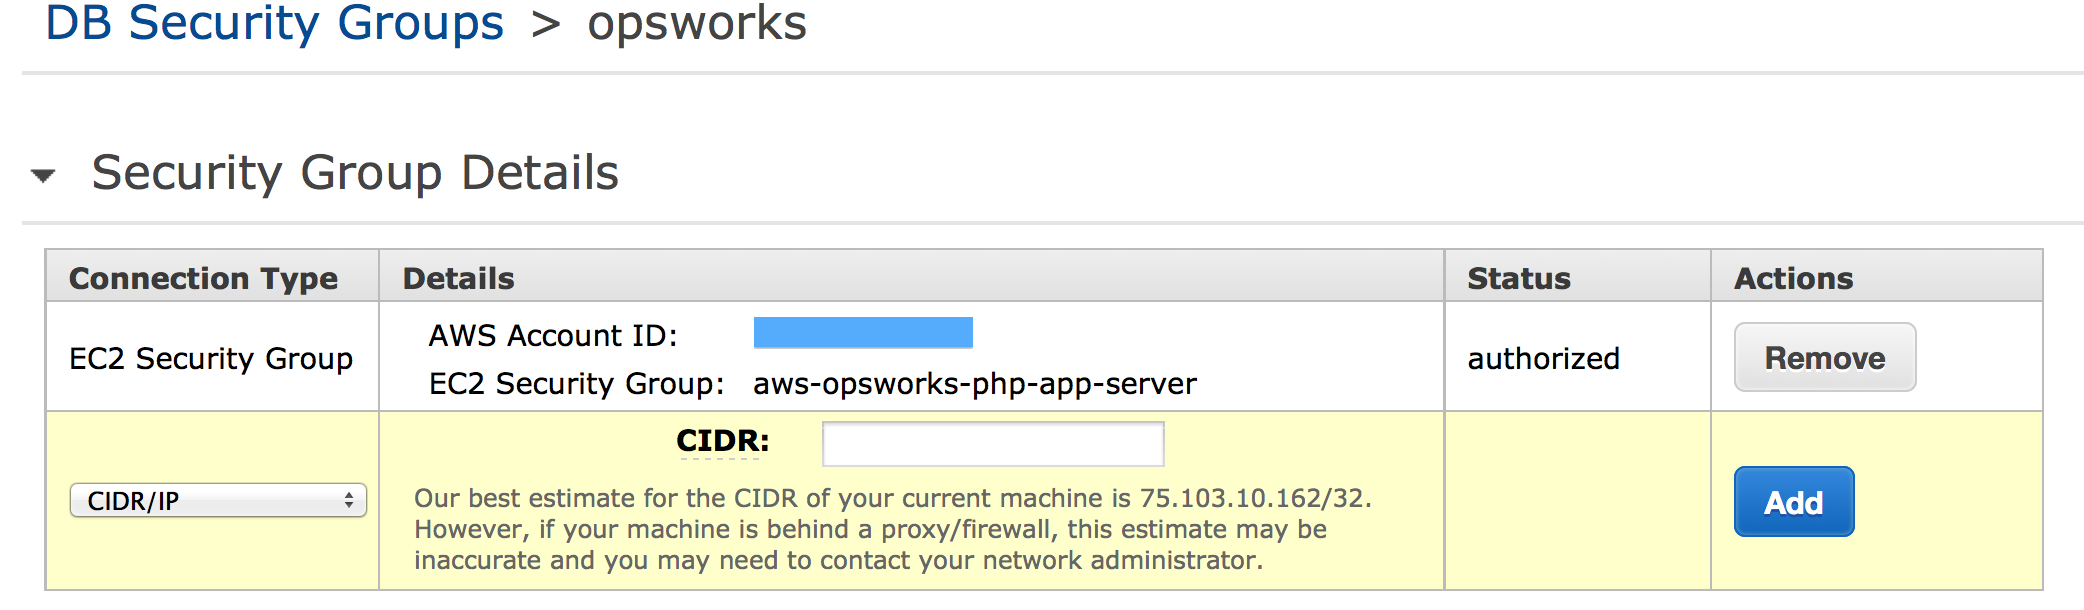 DB Security Groups > opsworks
Security Group Details
Connection Type Details Status Actions
AWS Account ID:
EC2 Security Group authorized Remove
EC2 Security Group: aws-opsworks-php-app-server
CIDR:
CIDR/IP Add
Our best estimate for the CIDR of your current machine is 75.103.10.162/32.
However, if your machine is behind a proxy/firewall, this estimate may be
inaccurate and you may need to contact your network administrator.